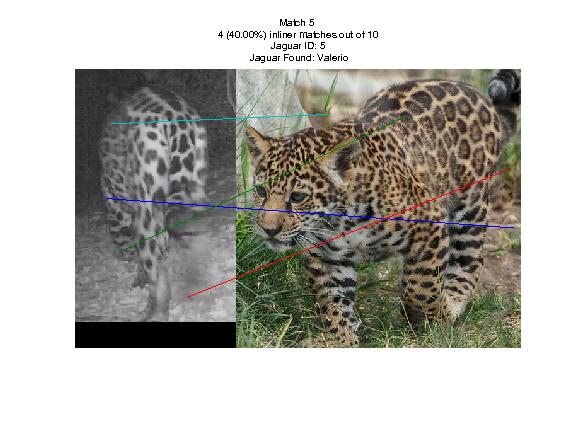 Match 5
4 (40.00%) inliner matches out of 10
Jaguar ID: 5
Jaguar Found: Valerio